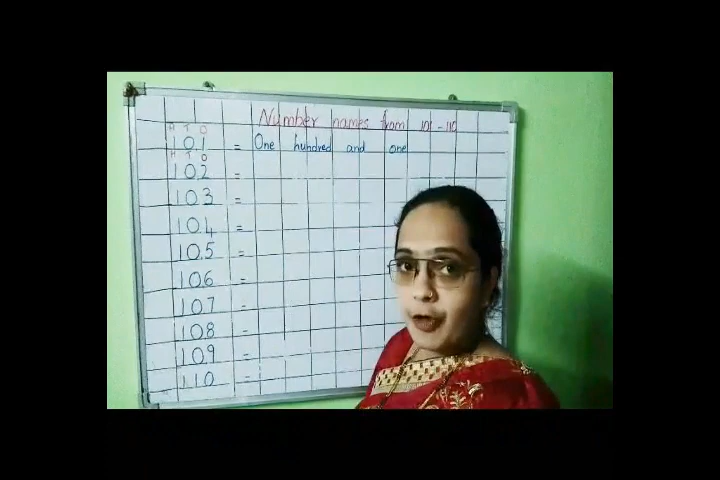 Number names from 101 - 110
H T O
101 = One hundred and one
H T O
102 =
103 =
104 =
105 =
106 =
107 =
108 =
109 =
110 =